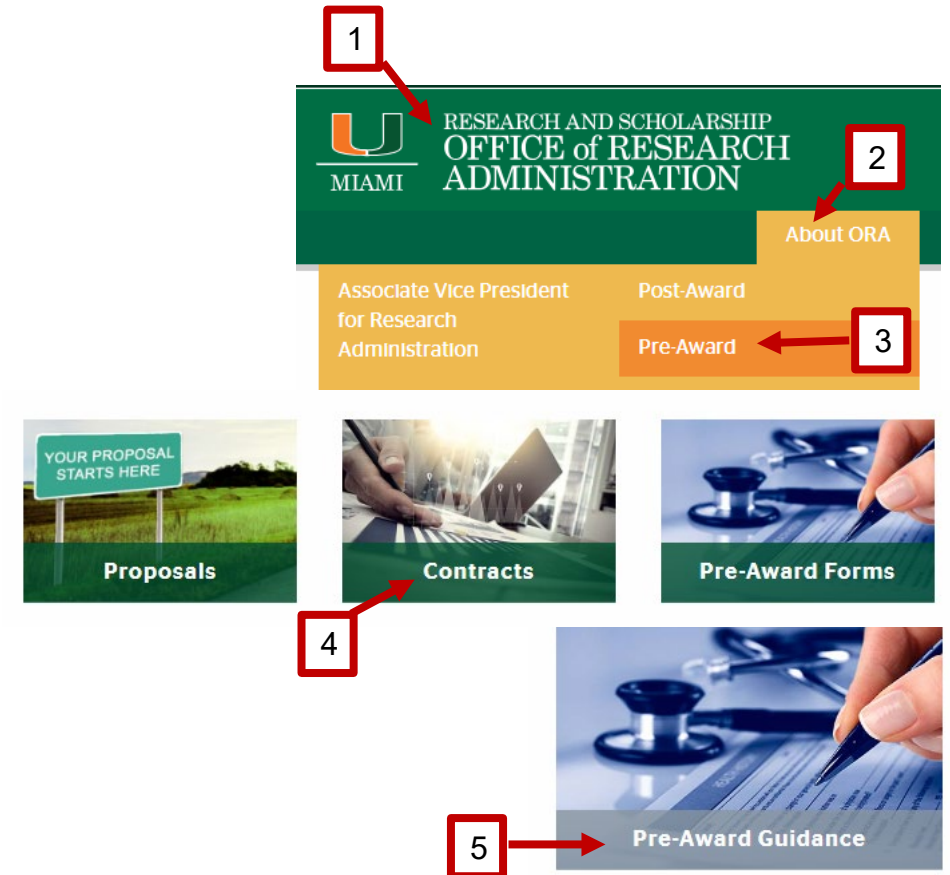 1
RESEARCH AND SCHOLARSHIP
OFFICE of RESEARCH
ADMINISTRATION
MIAMI
2
About ORA
Associate Vice President
for Research
Administration
Post-Award
Pre-Award
3
YOUR PROPOSAL
STARTS HERE
Proposals
Contracts
Pre-Award Forms
4
Pre-Award Guidance
5